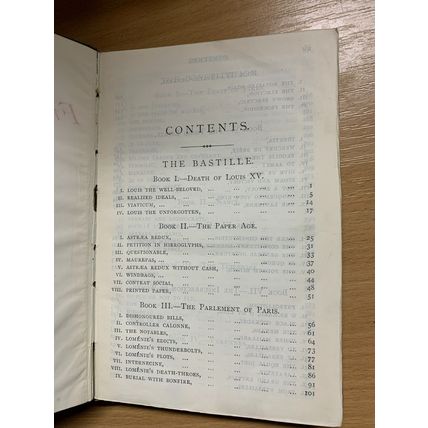 CONTENTS.
THE BASTILLE.
BOOK I.—DEATH OF LOUIS XV.
I. LOUIS THE WELL-BELOVED, ... ... ... 1
II. REALIZED IDEALS, ... ... ... ... 5
III. VIATICUM, ... ... ... ... 14
IV. LOUIS THE UNFORGOTTEN, ... ... ... 17
BOOK II.—THE PAPER AGE.
I. ASTRÆA REDUX, ... ... ... ... 25
II. PETITION IN HIEROGLYPHS, ... ... ... 31
III. QUESTIONABLE, ... ... ... ... 33
IV. MAUREPAS, ... ... ... ... 37
V. ASTRÆA REDUX WITHOUT CASH, ... ... ... 40
VI. WINDBAGS, ... ... ... ... 44
VII. CONTRAT SOCIAL, ... ... ... ... 48
VIII. PRINTED PAPER, ... ... ... ... 51
BOOK III.—THE PARLEMENT OF PARIS.
I. DISHONOURED BILLS, ... ... ... ... 56
II. CONTROLLER CALONNE, ... ... ... ... 61
III. THE NOTABLES, ... ... ... ... 64
IV. LOMÉNIE'S EDICTS, ... ... ... ... 73
V. LOMÉNIE'S THUNDERBOLTS, ... ... ... 77
VI. LOMÉNIE'S PLOTS, ... ... ... ... 81
VII. INTERNECINE, ... ... ... ... 86
VIII. LOMÉNIE'S DEATH-THROES, ... ... ... 91
IX. BURIAL WITH BONFIRE, ... ... ... 101